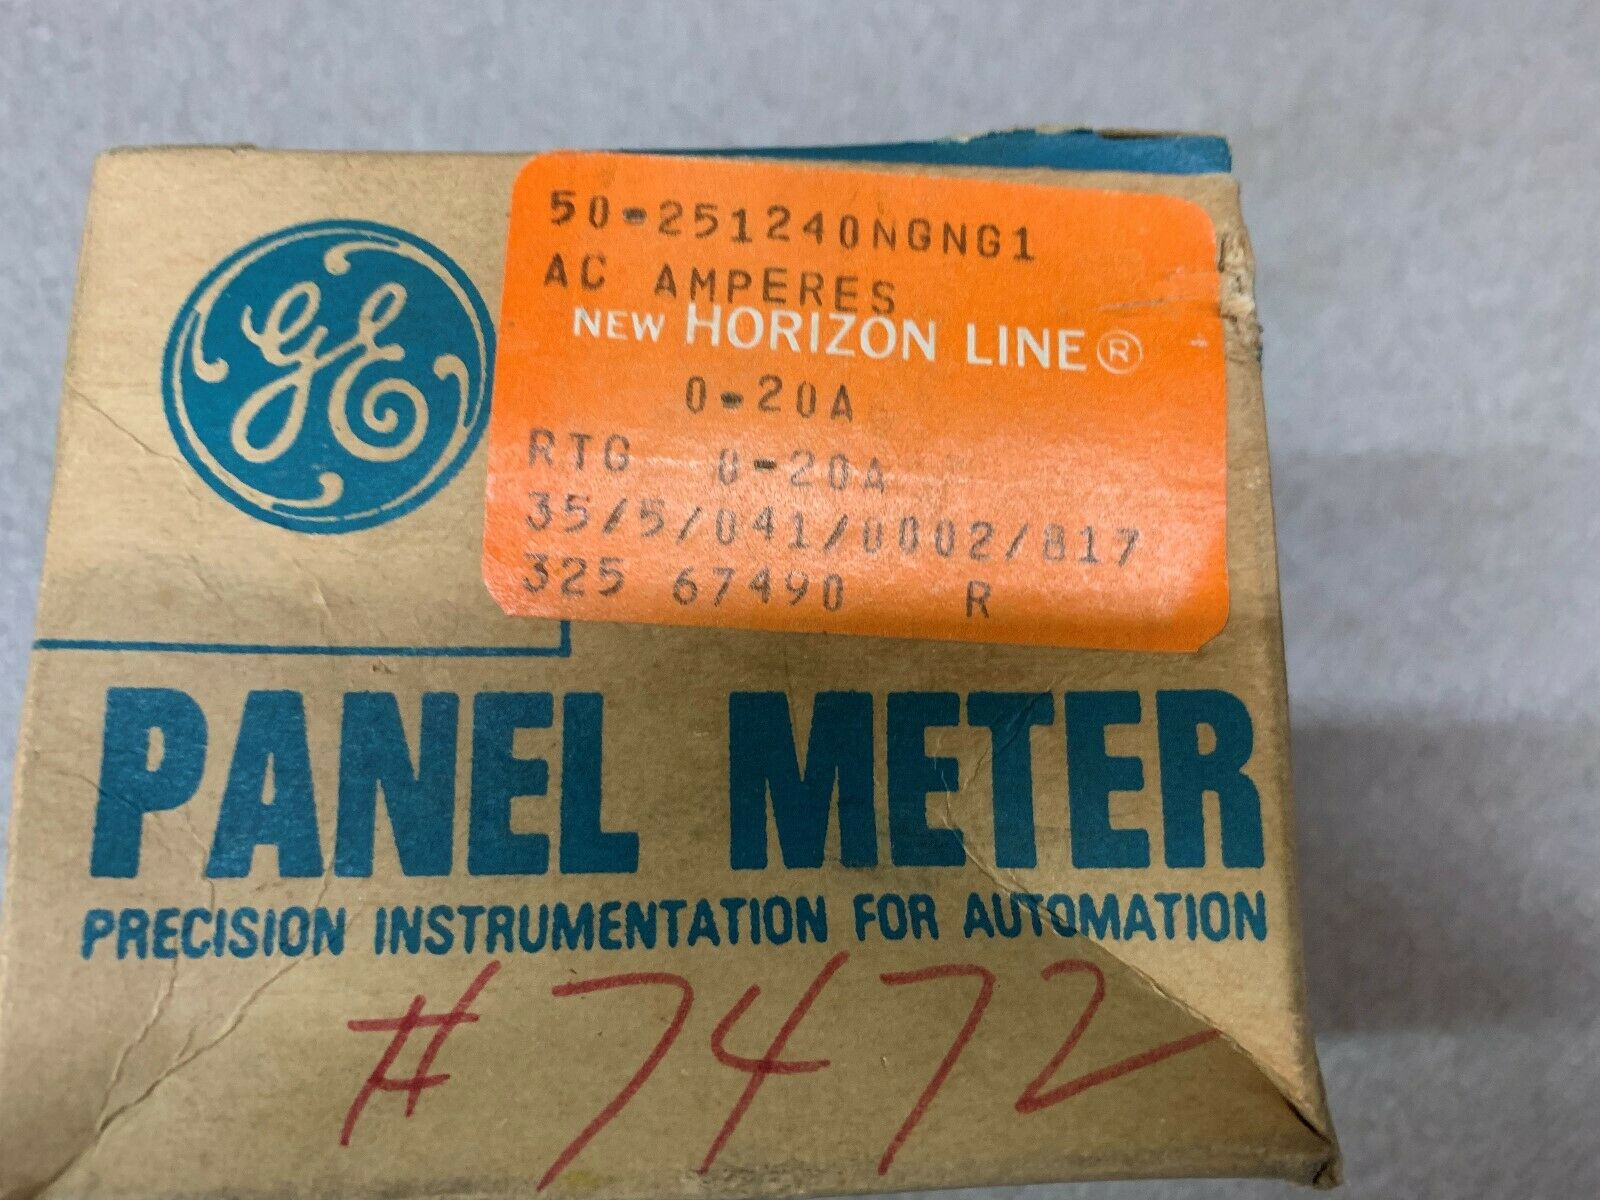 GE
50-251240NGNG1
AC AMPERES
NEW HORIZON LINE®
0-20A
RTG 0-20A
35/5/041/0002/817
325 67490 R
PANEL METER
PRECISION INSTRUMENTATION FOR AUTOMATION
#7472